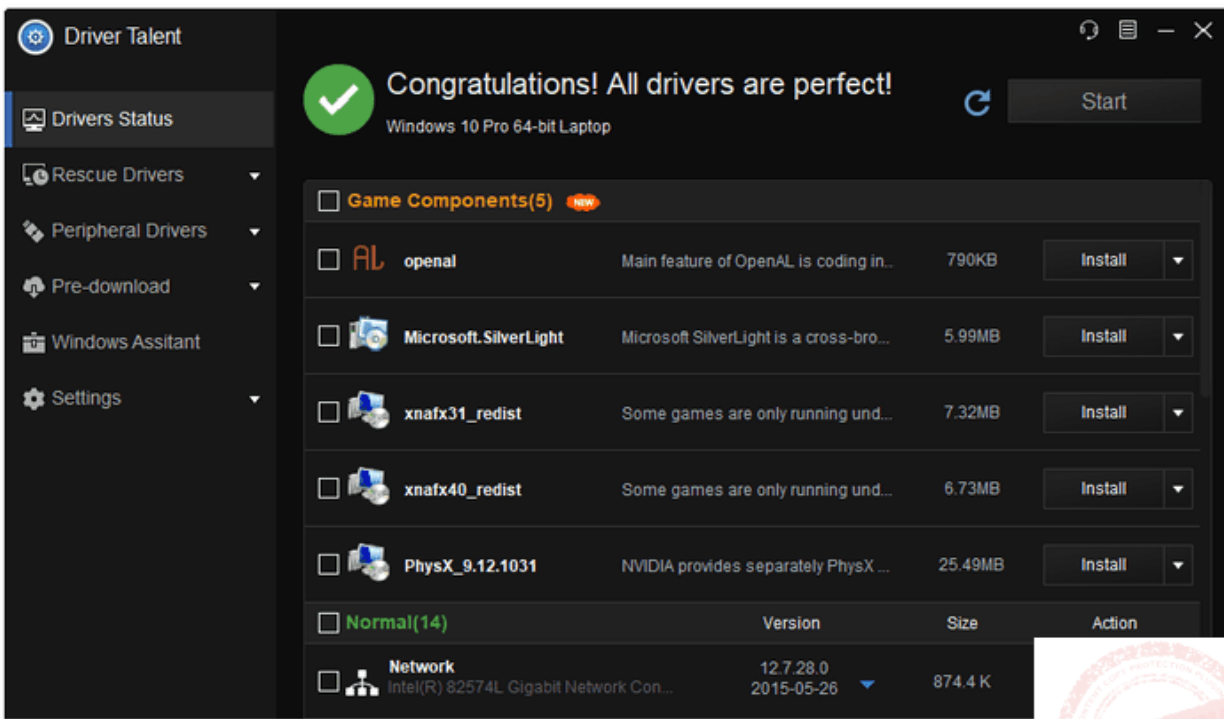 Driver Talent
Drivers Status
Rescue Drivers
Peripheral Drivers
Pre-download
Windows Assitant
Settings
Congratulations! All drivers are perfect!
Windows 10 Pro 64-bit Laptop
Start
Game Components(5) NEW
AL openal Main feature of OpenAL is coding in.. 790KB Install
Microsoft.SilverLight Microsoft SilverLight is a cross-bro... 5.99MB Install
xnafx31_redist Some games are only running und... 7.32MB Install
xnafx40_redist Some games are only running und... 6.73MB Install
PhysX_9.12.1031 NVIDIA provides separately PhysX ... 25.49MB Install
Normal(14) Version Size Action
Network 12.7.28.0
Intel(R) 82574L Gigabit Network Con... 2015-05-26 874.4 K